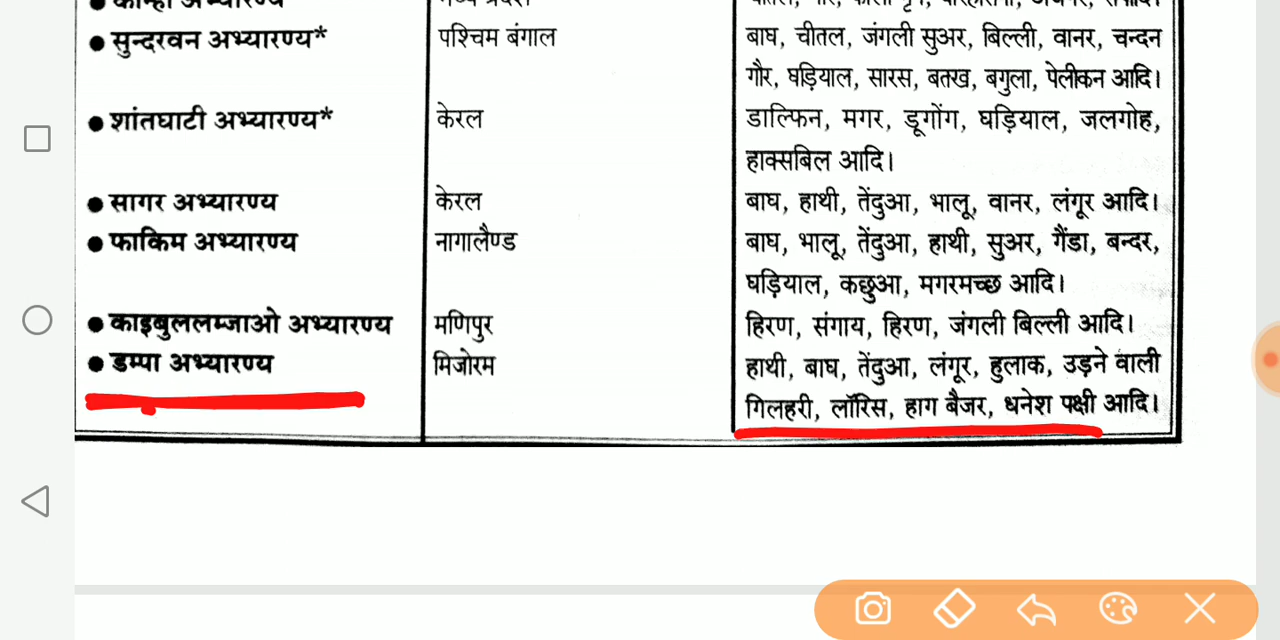 ● सुन्दरवन अभ्यारण्य* पश्चिम बंगाल बाघ, चीतल, जंगली सुअर, बिल्ली, वानर, चन्दन
गौर, घड़ियाल, सारस, बतख, बगुला, पेलीकन आदि।
● शांतघाटी अभ्यारण्य* केरल डाल्फिन, मगर, डूगोंग, घड़ियाल, जलगोह,
हाक्सबिल आदि।
● सागर अभ्यारण्य केरल बाघ, हाथी, तेंदुआ, भालू, वानर, लंगूर आदि।
● फाकिम अभ्यारण्य नागालैण्ड बाघ, भालू, तेंदुआ, हाथी, सुअर, गैंडा, बन्दर,
घड़ियाल, कछुआ, मगरमच्छ आदि।
● काइबुललम्जाओ अभ्यारण्य मणिपुर हिरण, संगाय, हिरण, जंगली बिल्ली आदि।
● डम्पा अभ्यारण्य मिजोरम हाथी, बाघ, तेंदुआ, लंगूर, हुलाक, उड़ने वाली
गिलहरी, लॉरिस, हाग बैजर, धनेश पक्षी आदि।